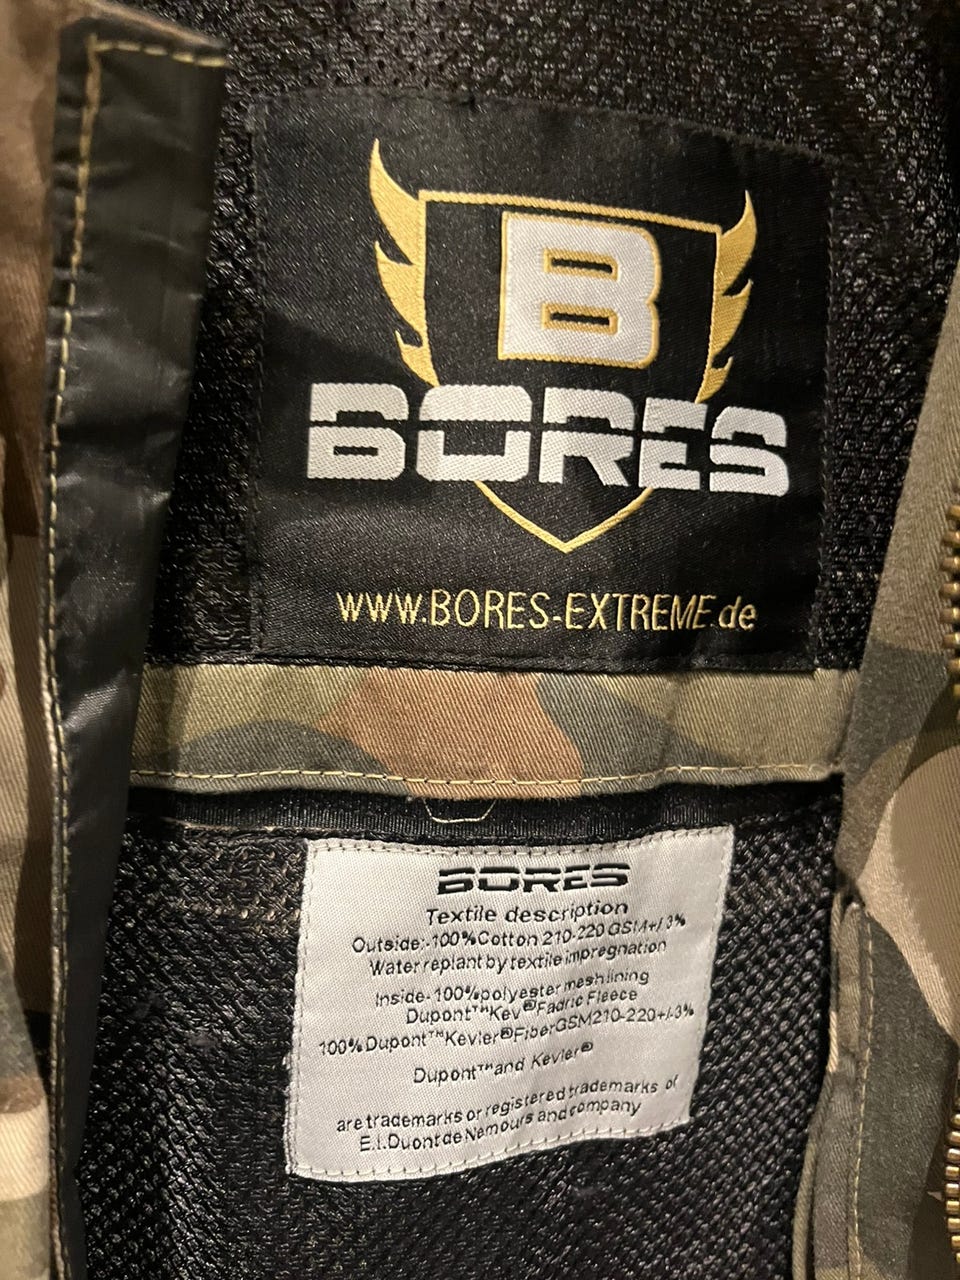 B
BORES
WWW.BORES-EXTREME.de
BORES
Textile description
Outside:-100%Cotton 210-220 GSM+/-3%
Water replant by textile impregnation
Inside-100%polyester mesh lining
Dupont™Kev®Fadric Fleece
100%Dupont™Kevler®FiberGSM210-220+/-3%
Dupont™and Kevler®
are trademarks or registered trademarks of
E.I.Duont de Nemours and company